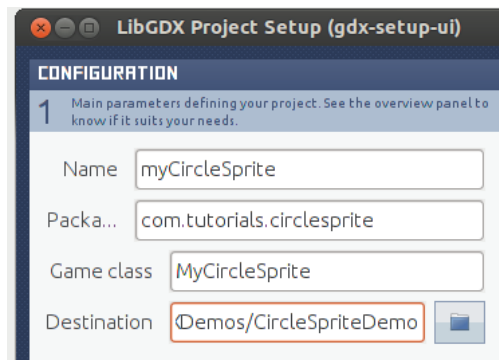 LibGDX Project Setup (gdx-setup-ui)
CONFIGURATION
1 Main parameters defining your project. See the overview panel to
know if it suits your needs.
Name myCircleSprite
Packa... com.tutorials.circlesprite
Game class MyCircleSprite
Destination Demos/CircleSpriteDemo